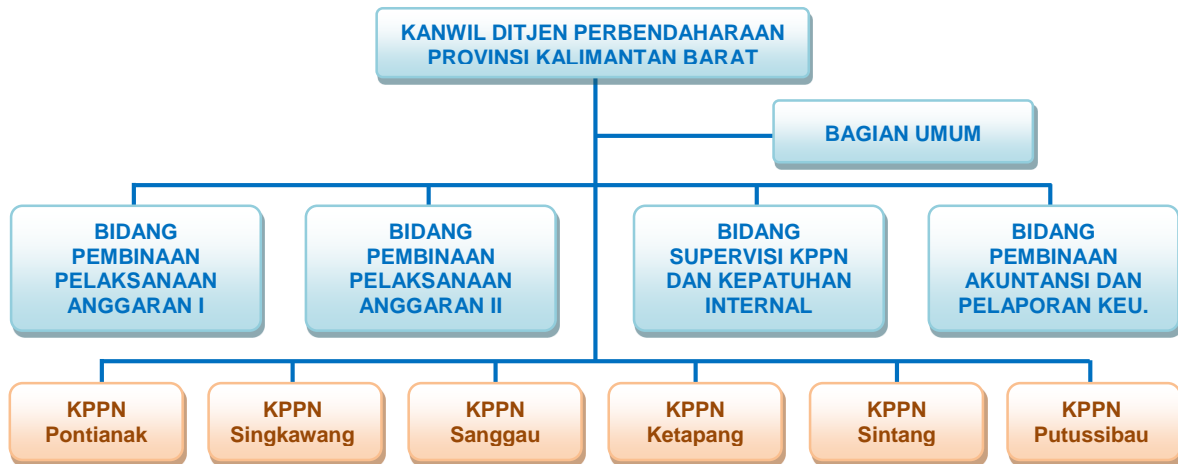 KANWIL DITJEN PERBENDAHARAAN
PROVINSI KALIMANTAN BARAT
BAGIAN UMUM
BIDANG
PEMBINAAN
PELAKSANAAN
ANGGARAN I
BIDANG
PEMBINAAN
PELAKSANAAN
ANGGARAN II
BIDANG
SUPERVISI KPPN
DAN KEPATUHAN
INTERNAL
BIDANG
PEMBINAAN
AKUNTANSI DAN
PELAPORAN KEU.
KPPN
Pontianak
KPPN
Singkawang
KPPN
Sanggau
KPPN
Ketapang
KPPN
Sintang
KPPN
Putussibau